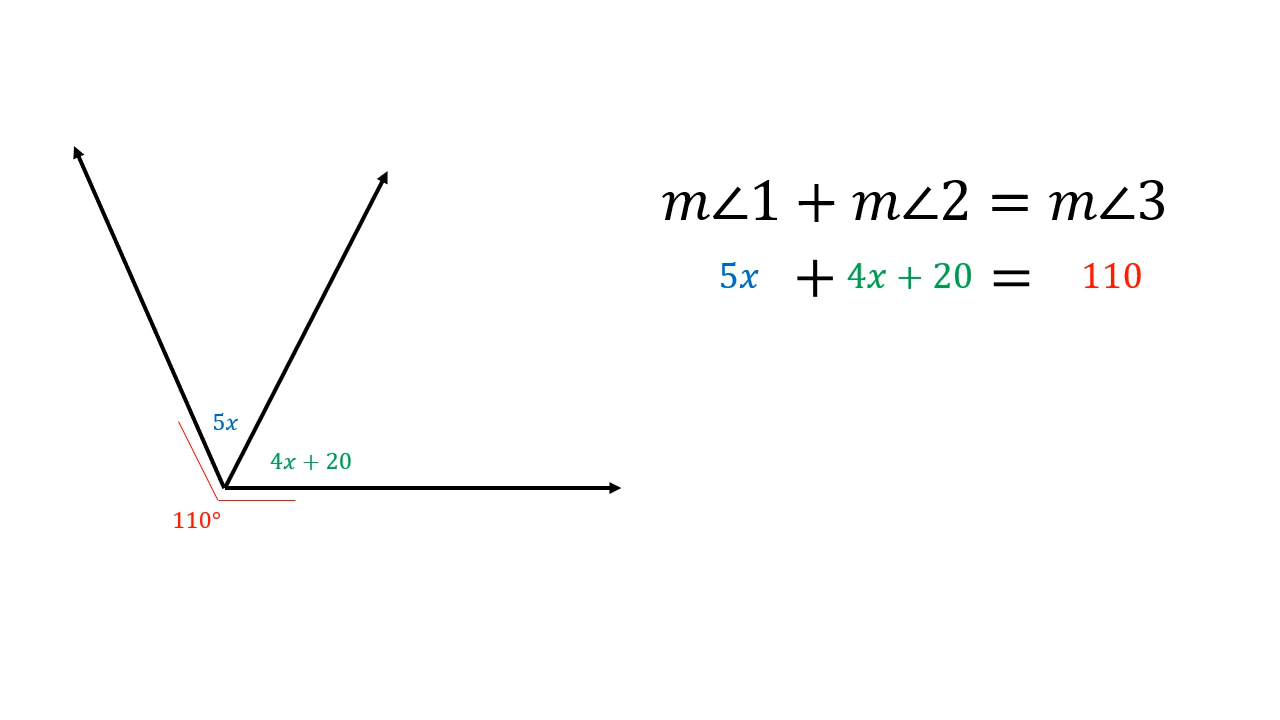 m∠1 + m∠2 = m∠3
5x + 4x + 20 = 110
5x
4x + 20
110°